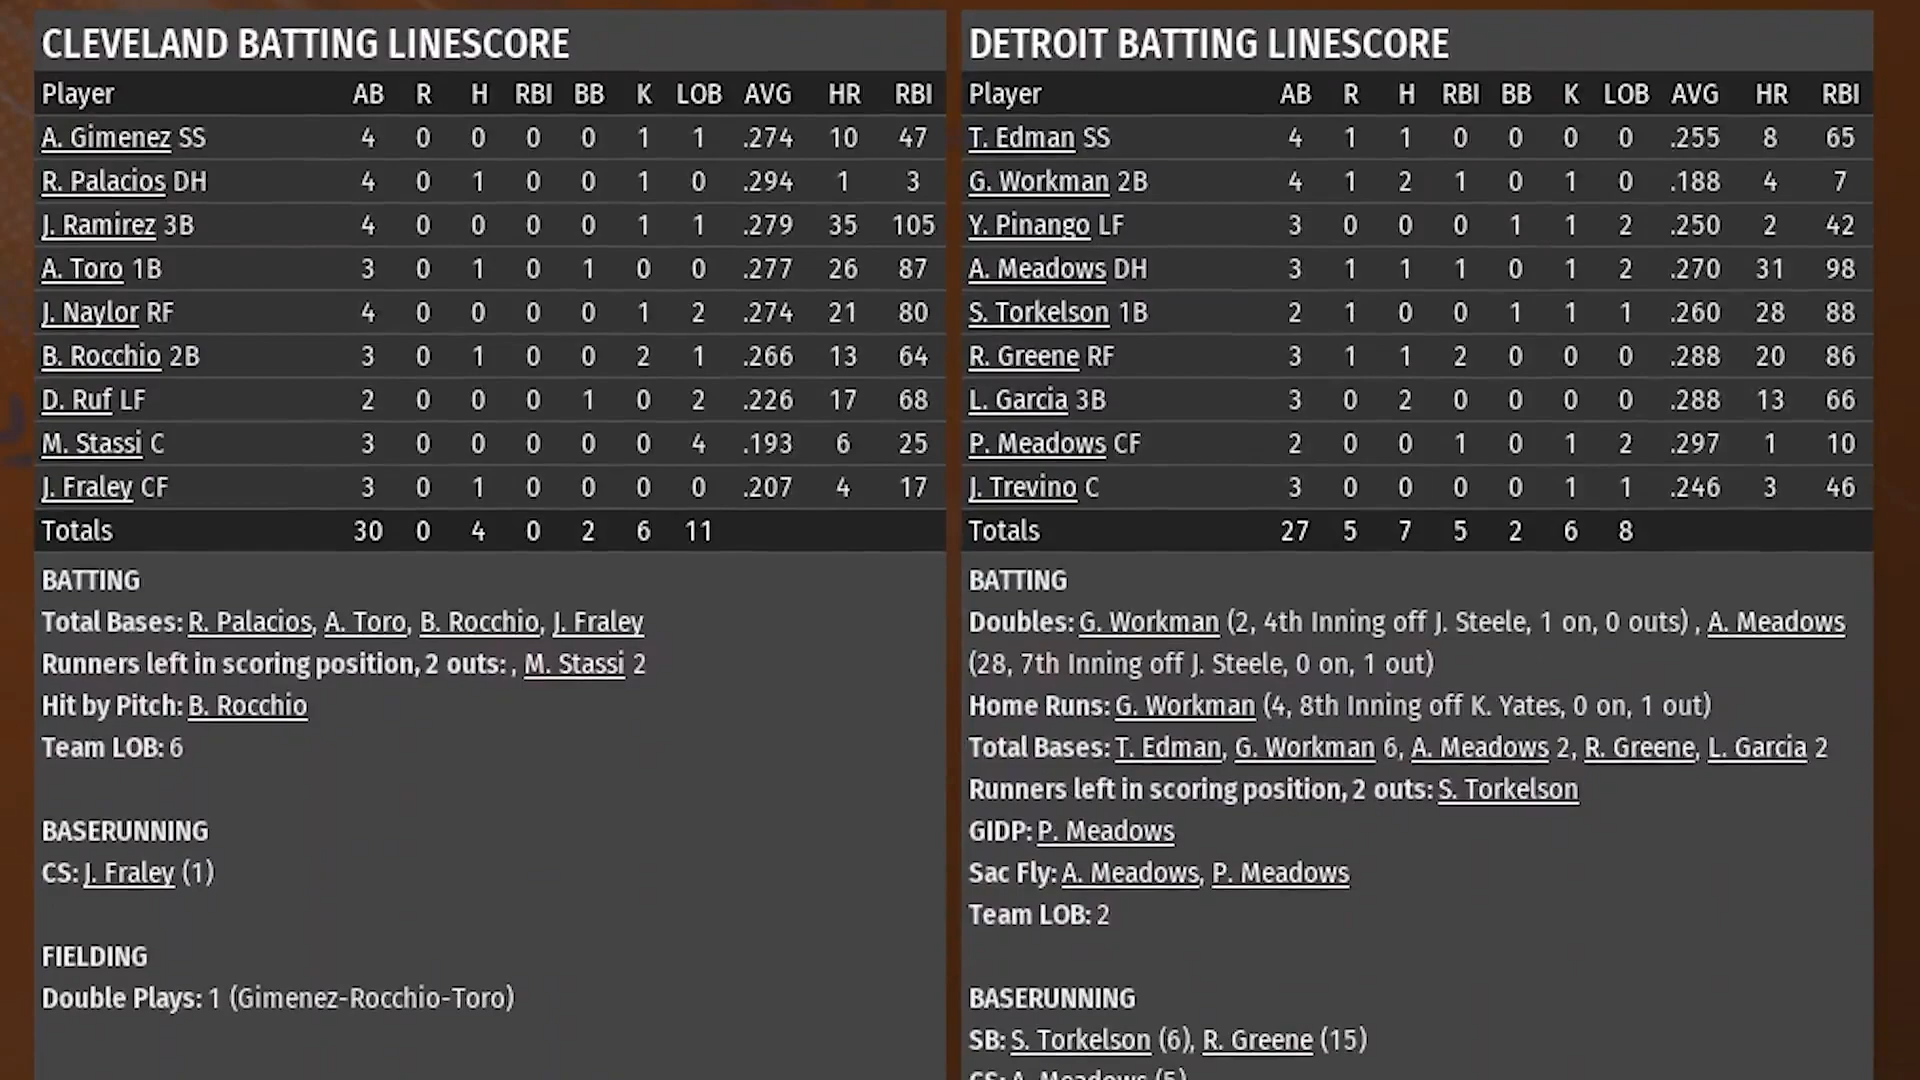 CLEVELAND BATTING LINESCORE
Player AB R H RBI BB K LOB AVG HR RBI
A. Gimenez SS 4 0 0 0 0 1 1 .274 10 47
R. Palacios DH 4 0 1 0 0 1 0 .294 1 3
J. Ramirez 3B 4 0 0 0 0 1 1 .279 35 105
A. Toro 1B 3 0 1 0 1 0 0 .277 26 87
J. Naylor RF 4 0 0 0 0 1 2 .274 21 80
B. Rocchio 2B 3 0 1 0 0 2 1 .266 13 64
D. Ruf LF 2 0 0 0 1 0 2 .226 17 68
M. Stassi C 3 0 0 0 0 0 4 .193 6 25
J. Fraley CF 3 0 1 0 0 0 0 .207 4 17
Totals 30 0 4 0 2 6 11
BATTING
Total Bases: R. Palacios, A. Toro, B. Rocchio, J. Fraley
Runners left in scoring position, 2 outs: , M. Stassi 2
Hit by Pitch: B. Rocchio
Team LOB: 6
BASERUNNING
CS: J. Fraley (1)
FIELDING
Double Plays: 1 (Gimenez-Rocchio-Toro)
DETROIT BATTING LINESCORE
Player AB R H RBI BB K LOB AVG HR RBI
T. Edman SS 4 1 1 0 0 0 0 .255 8 65
G. Workman 2B 4 1 2 1 0 1 0 .188 4 7
Y. Pinango LF 3 0 0 0 1 1 2 .250 2 42
A. Meadows DH 3 1 1 1 0 1 2 .270 31 98
S. Torkelson 1B 2 1 0 0 1 1 1 .260 28 88
R. Greene RF 3 1 1 2 0 0 0 .288 20 86
L. Garcia 3B 3 0 2 0 0 0 0 .288 13 66
P. Meadows CF 2 0 0 1 0 1 2 .297 1 10
J. Trevino C 3 0 0 0 0 1 1 .246 3 46
Totals 27 5 7 5 2 6 8
BATTING
Doubles: G. Workman (2, 4th Inning off J. Steele, 1 on, 0 outs) , A. Meadows
(28, 7th Inning off J. Steele, 0 on, 1 out)
Home Runs: G. Workman (4, 8th Inning off K. Yates, 0 on, 1 out)
Total Bases: T. Edman, G. Workman 6, A. Meadows 2, R. Greene, L. Garcia 2
Runners left in scoring position, 2 outs: S. Torkelson
GIDP: P. Meadows
Sac Fly: A. Meadows, P. Meadows
Team LOB: 2
BASERUNNING
SB: S. Torkelson (6), R. Greene (15)
CS: A. Meadows (5)